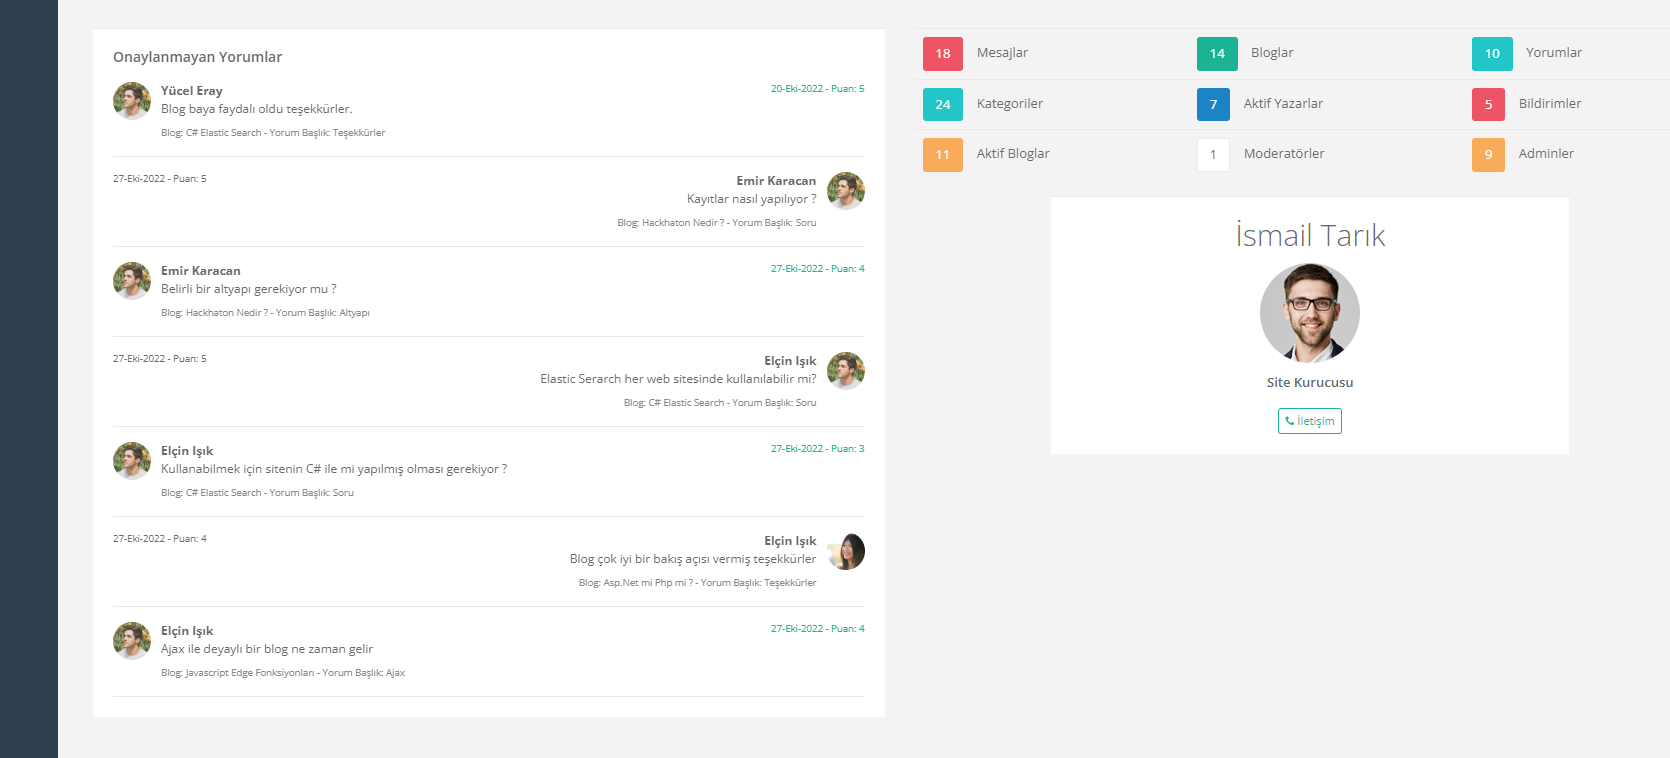 Onaylanmayan Yorumlar
Yücel Eray
20-Eki-2022 - Puan: 5
Blog baya faydalı oldu teşekkürler.
Blog: C# Elastic Search - Yorum Başlık: Teşekkürler
27-Eki-2022 - Puan: 5
Emir Karacan
Kayıtlar nasıl yapılıyor ?
Blog: Hackhaton Nedir ? - Yorum Başlık: Soru
Emir Karacan
27-Eki-2022 - Puan: 4
Belirli bir altyapı gerekiyor mu ?
Blog: Hackhaton Nedir ? - Yorum Başlık: Altyapı
27-Eki-2022 - Puan: 5
Elçin Işık
Elastic Serarch her web sitesinde kullanılabilir mi?
Blog: C# Elastic Search - Yorum Başlık: Soru
Elçin Işık
27-Eki-2022 - Puan: 3
Kullanabilmek için sitenin C# ile mi yapılmış olması gerekiyor ?
Blog: C# Elastic Search - Yorum Başlık: Soru
27-Eki-2022 - Puan: 4
Elçin Işık
Blog çok iyi bir bakış açısı vermiş teşekkürler
Blog: Asp.Net mi Php mi ? - Yorum Başlık: Teşekkürler
Elçin Işık
27-Eki-2022 - Puan: 4
Ajax ile deyaylı bir blog ne zaman gelir
Blog: Javascript Edge Fonksiyonları - Yorum Başlık: Ajax
18 Mesajlar
14 Bloglar
10 Yorumlar
24 Kategoriler
7 Aktif Yazarlar
5 Bildirimler
11 Aktif Bloglar
1 Moderatörler
9 Adminler
İsmail Tarık
Site Kurucusu
İletişim